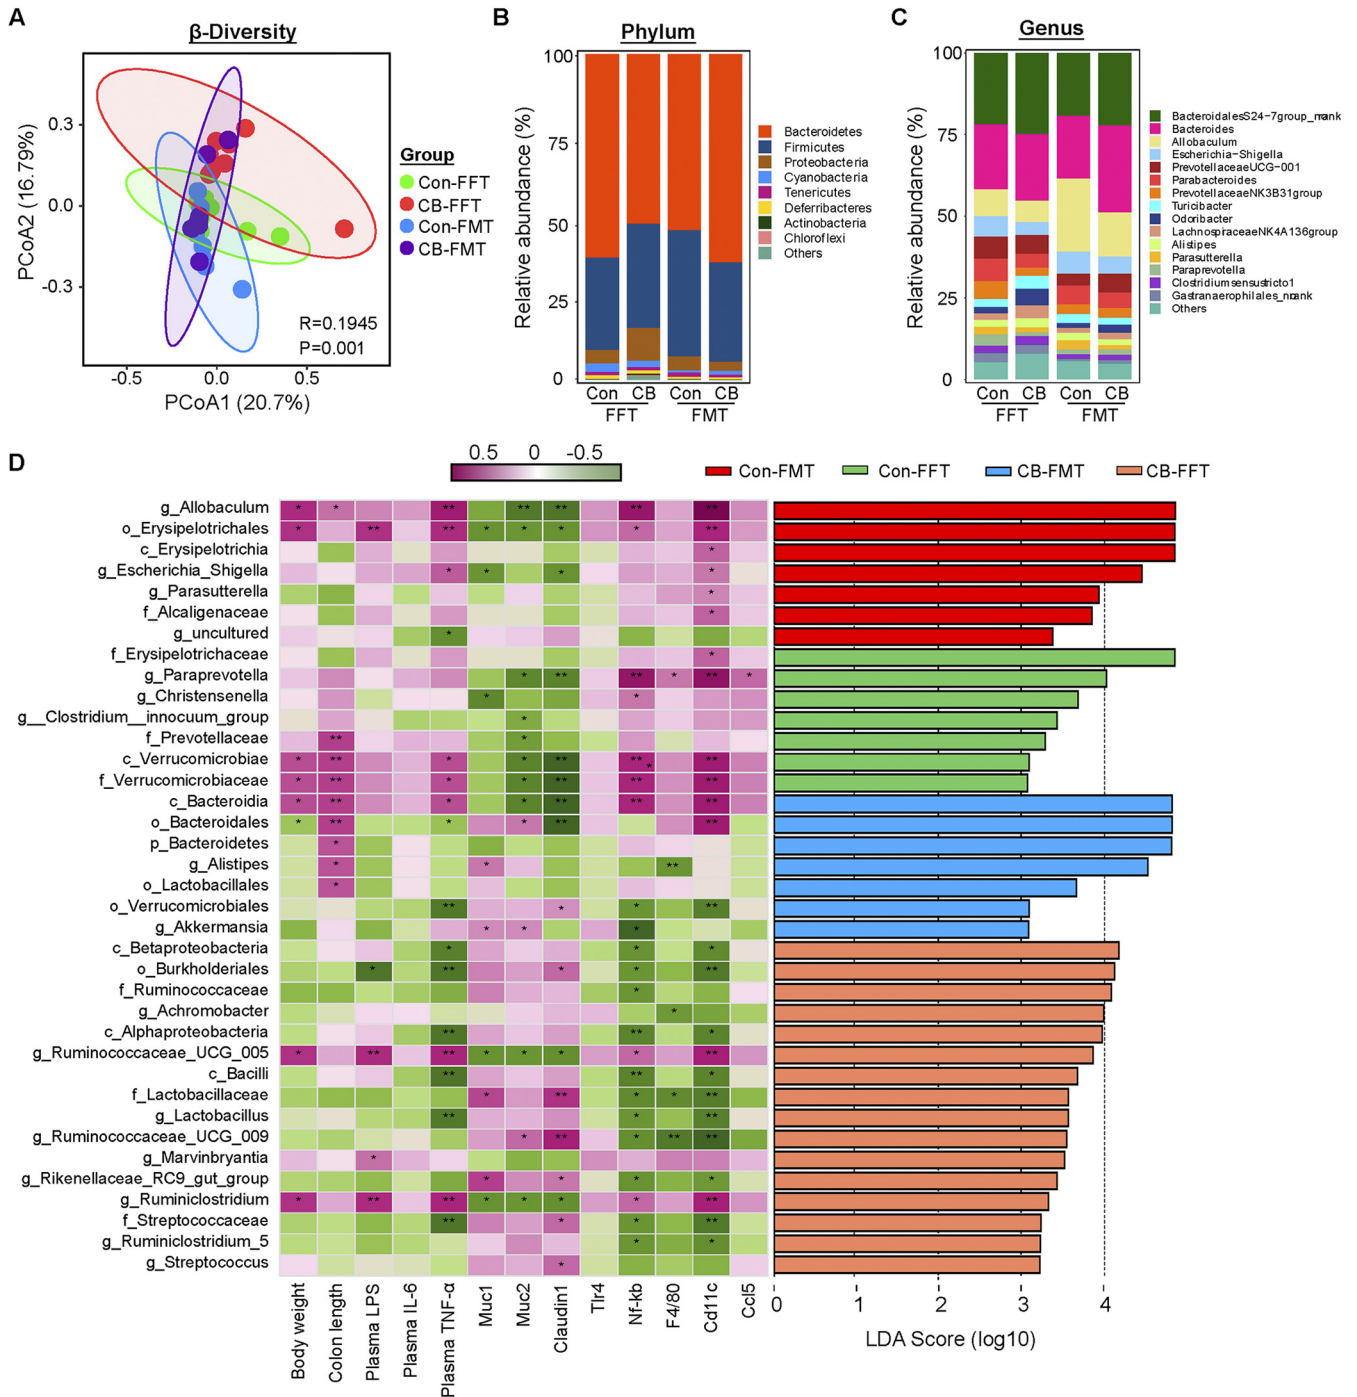 A
β-Diversity
PCoA2 (16.79%)
0.3
0.0
-0.3
-0.5
0.0
0.5
PCoA1 (20.7%)
R=0.1945
P=0.001
Group
Con-FFT
CB-FFT
Con-FMT
CB-FMT
B
Phylum
Relative abundance (%)
100
75
50
25
0
Con CB Con CB
FFT FMT
Bacteroidetes
Firmicutes
Proteobacteria
Cyanobacteria
Tenericutes
Deferribacteres
Actinobacteria
Chloroflexi
Others
C
Genus
Relative abundance (%)
100
75
50
25
0
Con CB Con CB
FFT FMT
BacteroidalesS24-7group_norank
Bacteroides
Allobaculum
Escherichia-Shigella
PrevotellaceaeUCG-001
Parabacteroides
PrevotellaceaeNK3B31group
Turicibacter
Odoribacter
LachnospiraceaeNK4A136group
Alistipes
Parasutterella
Paraprevotella
Clostridiumsensustricto1
Gastranaerophilales_norank
Others
D
0.5 0 -0.5
Con-FMT Con-FFT CB-FMT CB-FFT
g_Allobaculum * * ** ** ** ** **
o_Erysipelotrichales * ** ** * * * * **
c_Erysipelotrichia *
g_Escherichia_Shigella * * * *
g_Parasutterella *
f_Alcaligenaceae *
g_uncultured *
f_Erysipelotrichaceae *
g_Paraprevotella * ** ** * ** *
g_Christensenella * *
g__Clostridium__innocuum_group *
f_Prevotellaceae ** *
c_Verrucomicrobiae * ** * * ** ** * **
f_Verrucomicrobiaceae * ** * * ** ** **
c_Bacteroidia * ** * * ** ** **
o_Bacteroidales * ** * * ** **
p_Bacteroidetes *
g_Alistipes * * **
o_Lactobacillales *
o_Verrucomicrobiales ** * * **
g_Akkermansia * * *
c_Betaproteobacteria * * *
o_Burkholderiales * ** * * **
f_Ruminococcaceae *
g_Achromobacter *
c_Alphaproteobacteria ** ** *
g_Ruminococcaceae_UCG_005 * ** ** * * * * **
c_Bacilli ** ** *
f_Lactobacillaceae * ** * * **
g_Lactobacillus ** * **
g_Ruminococcaceae_UCG_009 * ** * ** **
g_Marvinbryantia *
g_Rikenellaceae_RC9_gut_group * * * *
g_Ruminiclostridium * ** ** * * * * **
f_Streptococcaceae ** * * **
g_Ruminiclostridium_5 * *
g_Streptococcus *
Body weight
Colon length
Plasma LPS
Plasma IL-6
Plasma TNF-α
Muc1
Muc2
Claudin1
Tlr4
Nf-kb
F4/80
Cd11c
Ccl5
0 1 2 3 4
LDA Score (log10)